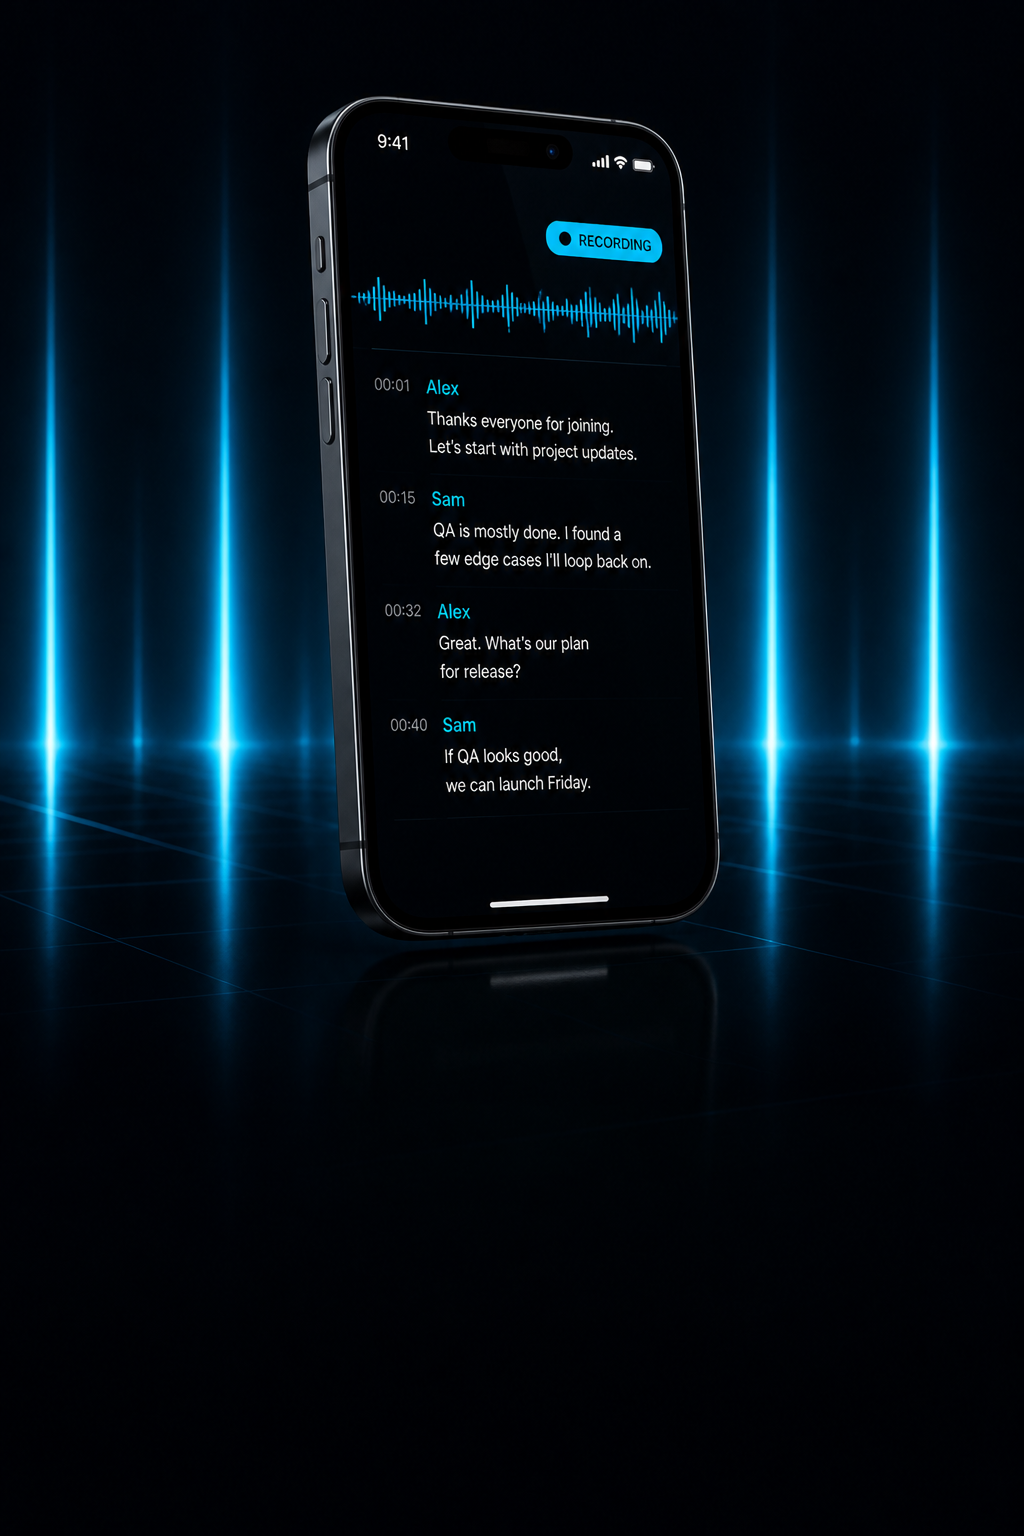 9:41
RECORDING
00:01 Alex
Thanks everyone for joining.
Let's start with project updates.
00:15 Sam
QA is mostly done. I found a
few edge cases I'll loop back on.
00:32 Alex
Great. What's our plan
for release?
00:40 Sam
If QA looks good,
we can launch Friday.